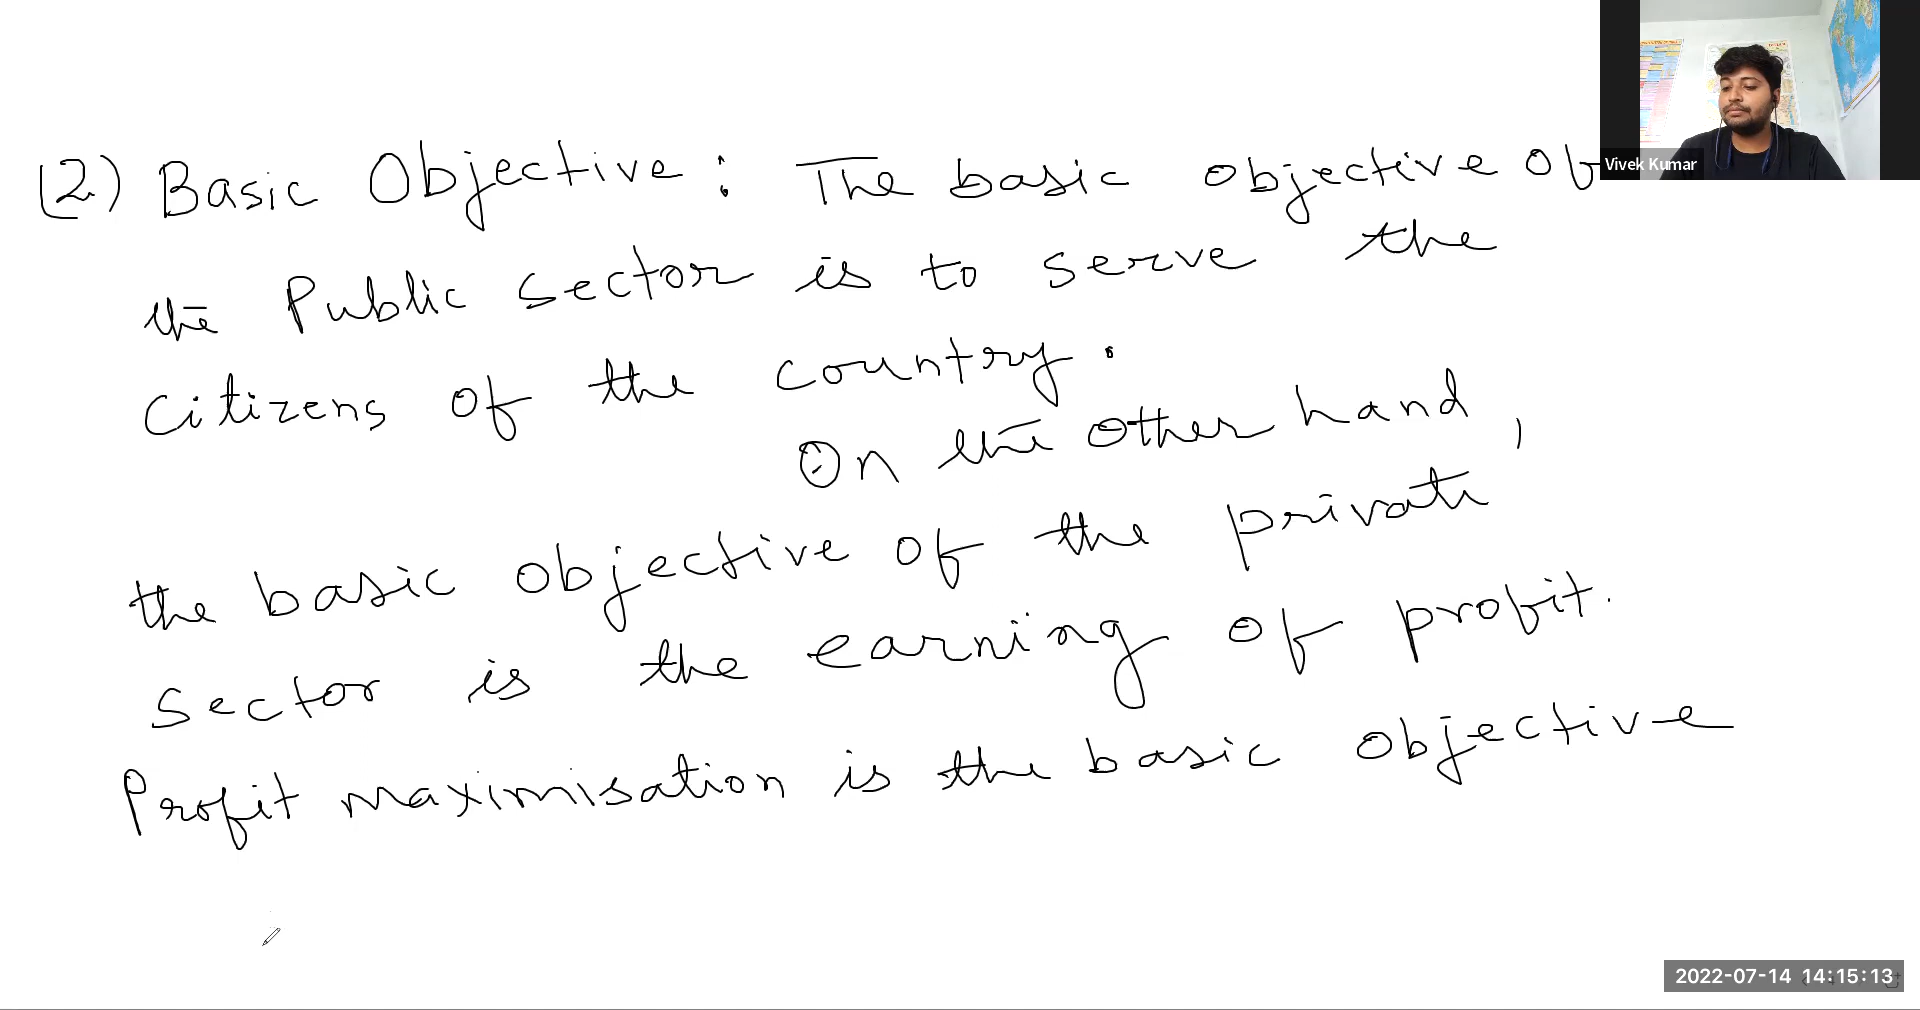 (2) Basic Objective : The basic objective of
Vivek Kumar
the Public sector is to serve the
citizens of the country.
On the other hand,
the basic objective of the private
sector is the earning of profit.
Profit maximisation is the basic objective
2022-07-14 14:15:13